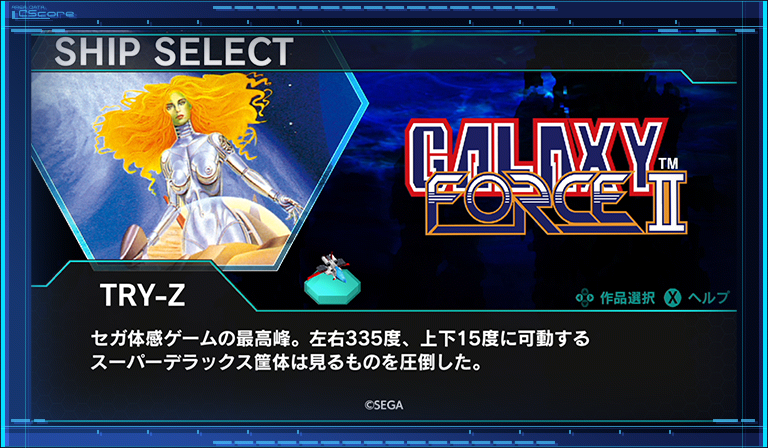 CScore
SHIP SELECT
GALAXY
FORCE II
TM
TRY-Z
作品選択 X ヘルプ
セガ体感ゲームの最高峰。左右335度、上下15度に可動する
スーパーデラックス筐体は見るものを圧倒した。
©SEGA